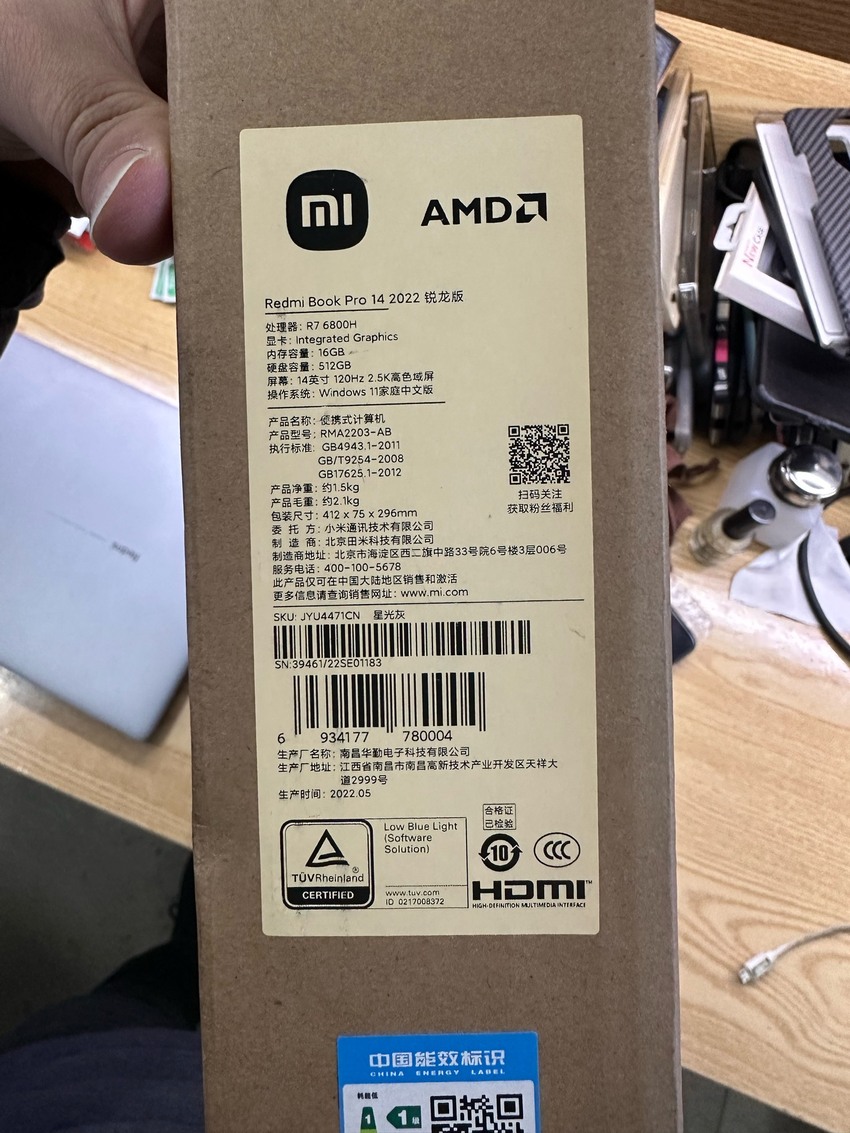 mi
AMD
Redmi Book Pro 14 2022 锐龙版
处理器: R7 6800H
显卡: Integrated Graphics
内存容量: 16GB
硬盘容量: 512GB
屏幕: 14英寸 120Hz 2.5K高色域屏
操作系统: Windows 11家庭中文版
产品名称: 便携式计算机
产品型号: RMA2203-AB
执行标准: GB4943.1-2011
GB/T9254-2008
GB17625.1-2012
产品净重: 约1.5kg
产品毛重: 约2.1kg
包装尺寸: 412 x 75 x 296mm
委 托 方: 小米通讯技术有限公司
制 造 商: 北京田米科技有限公司
制造商地址: 北京市海淀区西二旗中路33号院6号楼3层006号
服务电话: 400-100-5678
此产品仅可在中国大陆地区销售和激活
更多信息请查询销售网址: www.mi.com
扫码关注
获取粉丝福利
SKU: JYU4471CN 星光灰
SN:39461/22SE01183
6 934177 780004
生产厂名称: 南昌华勤电子科技有限公司
生产厂地址: 江西省南昌市南昌高新技术产业开发区天祥大
道2999号
生产时间: 2022.05
TÜVRheinland®
CERTIFIED
Low Blue Light
(Software
Solution)
www.tuv.com
ID 0217008372
合格证
已检验
10
CCC
HDMI™
HIGH-DEFINITION MULTIMEDIA INTERFACE
中国能效标识
CHINA ENERGY LABEL
耗能低
1
1级
Redmi